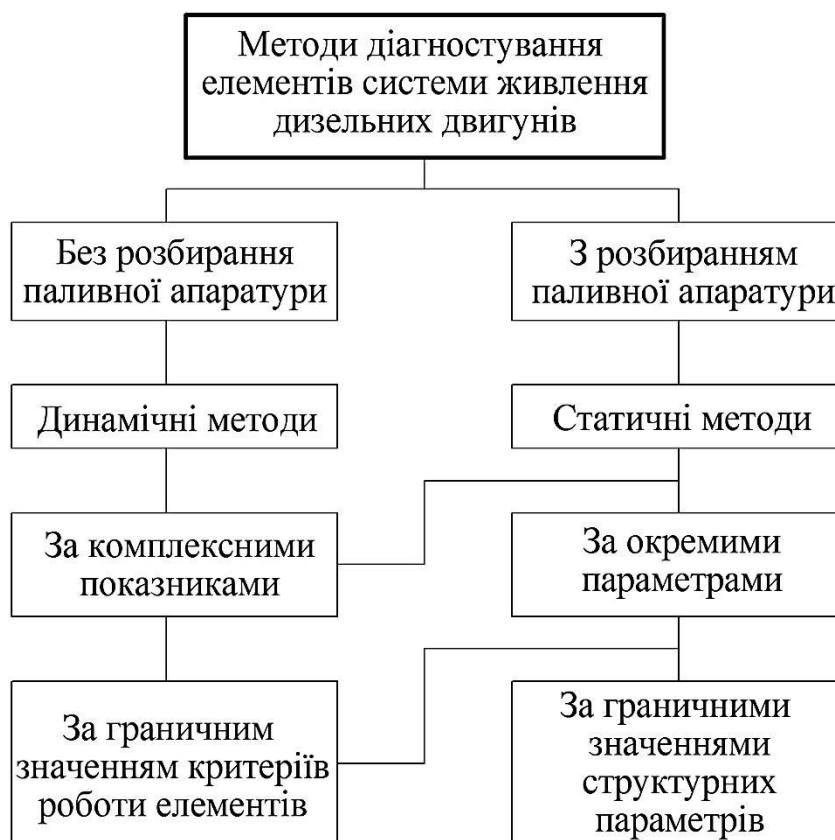 Методи діагностування
елементів системи живлення
дизельних двигунів
Без розбирання
паливної апаратури
З розбиранням
паливної апаратури
Динамічні методи
Статичні методи
За комплексними
показниками
За окремими
параметрами
За граничним
значенням критеріїв
роботи елементів
За граничними
значеннями
структурних
параметрів